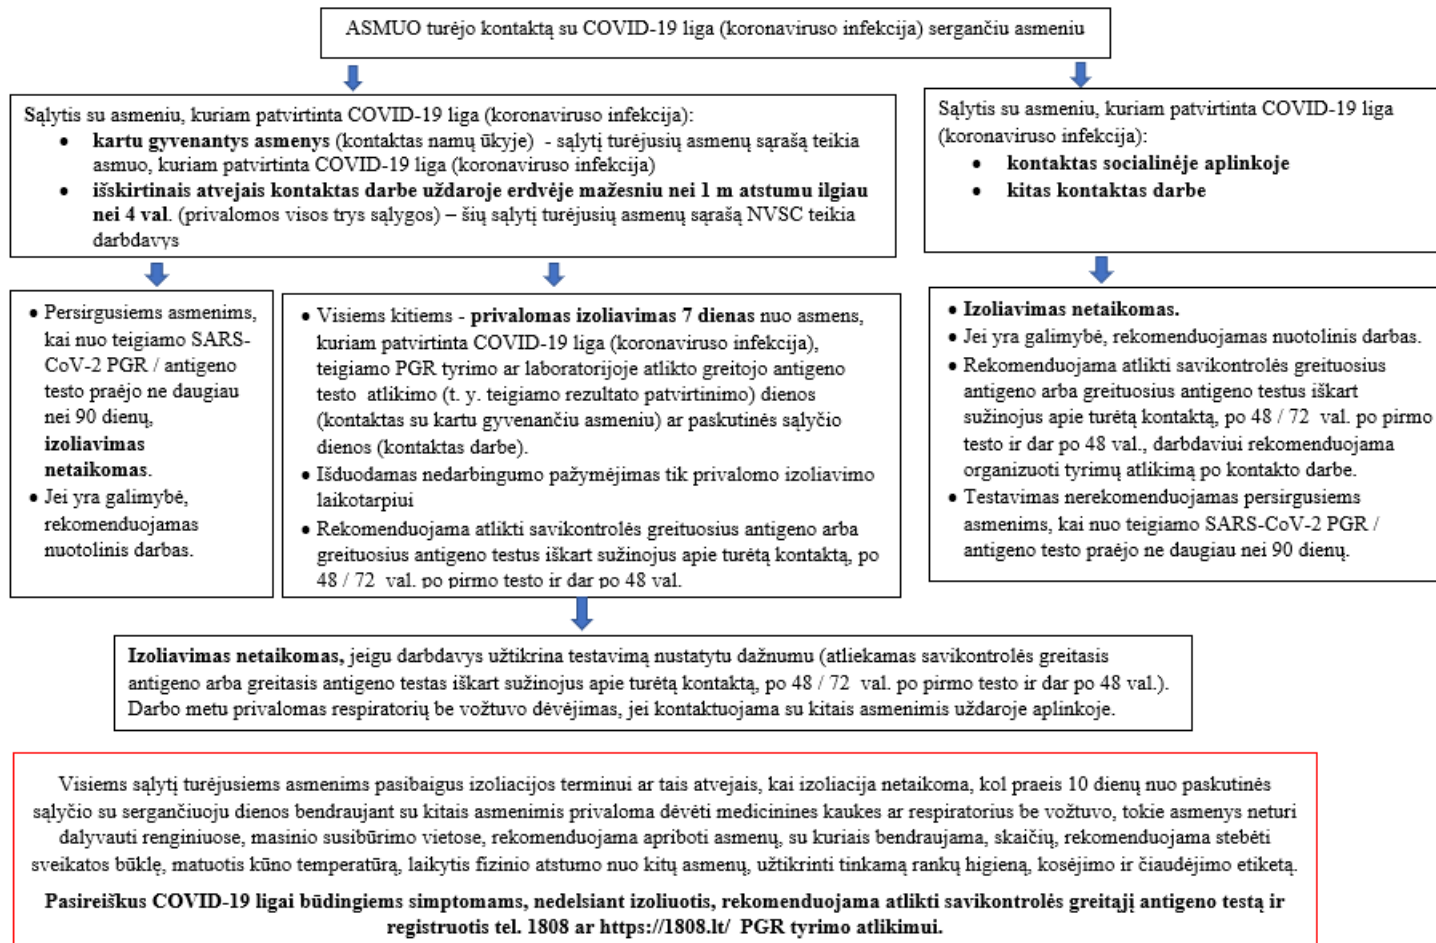 ASMUO turėjo kontaktą su COVID-19 liga (koronaviruso infekcija) sergančiu asmeniu
Sąlytis su asmeniu, kuriam patvirtinta COVID-19 liga (koronaviruso infekcija):
• kartu gyvenantys asmenys (kontaktas namų ūkyje) - sąlytį turėjusių asmenų sąrašą teikia
asmuo, kuriam patvirtinta COVID-19 liga (koronaviruso infekcija)
• išskirtinais atvejais kontaktas darbe uždaroje erdvėje mažesniu nei 1 m atstumu ilgiau
nei 4 val. (privalomos visos trys sąlygos) – šių sąlytį turėjusių asmenų sąrašą NVSC teikia
darbdavys
Sąlytis su asmeniu, kuriam patvirtinta COVID-19 liga
(koronaviruso infekcija):
• kontaktas socialinėje aplinkoje
• kitas kontaktas darbe
• Persirgusiems asmenims,
kai nuo teigiamo SARS-
CoV-2 PGR / antigeno
testo praėjo ne daugiau
nei 90 dienų,
izoliavimas
netaikomas.
• Jei yra galimybė,
rekomenduojamas
nuotolinis darbas.
• Visiems kitiems - privalomas izoliavimas 7 dienas nuo asmens,
kuriam patvirtinta COVID-19 liga (koronaviruso infekcija),
teigiamo PGR tyrimo ar laboratorijoje atlikto greitojo antigeno
testo atlikimo (t. y. teigiamo rezultato patvirtinimo) dienos
(kontaktas su kartu gyvenančiu asmeniu) ar paskutinės sąlyčio
dienos (kontaktas darbe).
• Išduodamas nedarbingumo pažymėjimas tik privalomo izoliavimo
laikotarpiui
• Rekomenduojama atlikti savikontrolės greituosius antigeno arba
greituosius antigeno testus iškart sužinojus apie turėtą kontaktą, po
48 / 72 val. po pirmo testo ir dar po 48 val.
• Izoliavimas netaikomas.
• Jei yra galimybė, rekomenduojamas nuotolinis darbas.
• Rekomenduojama atlikti savikontrolės greituosius
antigeno arba greituosius antigeno testus iškart
sužinojus apie turėtą kontaktą, po 48 / 72 val. po pirmo
testo ir dar po 48 val., darbdaviui rekomenduojama
organizuoti tyrimų atlikimą po kontakto darbe.
• Testavimas nerekomenduojamas persirgusiems
asmenims, kai nuo teigiamo SARS-CoV-2 PGR /
antigeno testo praėjo ne daugiau nei 90 dienų.
Izoliavimas netaikomas, jeigu darbdavys užtikrina testavimą nustatytu dažnumu (atliekamas savikontrolės greitasis
antigeno arba greitasis antigeno testas iškart sužinojus apie turėtą kontaktą, po 48 / 72 val. po pirmo testo ir dar po 48 val.).
Darbo metu privalomas respiratorių be vožtuvo dėvėjimas, jei kontaktuojama su kitais asmenimis uždaroje aplinkoje.
Visiems sąlytį turėjusiems asmenims pasibaigus izoliacijos terminui ar tais atvejais, kai izoliacija netaikoma, kol praeis 10 dienų nuo paskutinės
sąlyčio su sergančiuoju dienos bendraujant su kitais asmenimis privaloma dėvėti medicinines kaukes ar respiratorius be vožtuvo, tokie asmenys neturi
dalyvauti renginiuose, masinio susibūrimo vietose, rekomenduojama apriboti asmenų, su kuriais bendraujama, skaičių, rekomenduojama stebėti
sveikatos būklę, matuotis kūno temperatūrą, laikytis fizinio atstumo nuo kitų asmenų, užtikrinti tinkamą rankų higieną, kosėjimo ir čiaudėjimo etiketą.
Pasireiškus COVID-19 ligai būdingiems simptomams, nedelsiant izoliuotis, rekomenduojama atlikti savikontrolės greitąjį antigeno testą ir
registruotis tel. 1808 ar https://1808.lt/ PGR tyrimo atlikimui.